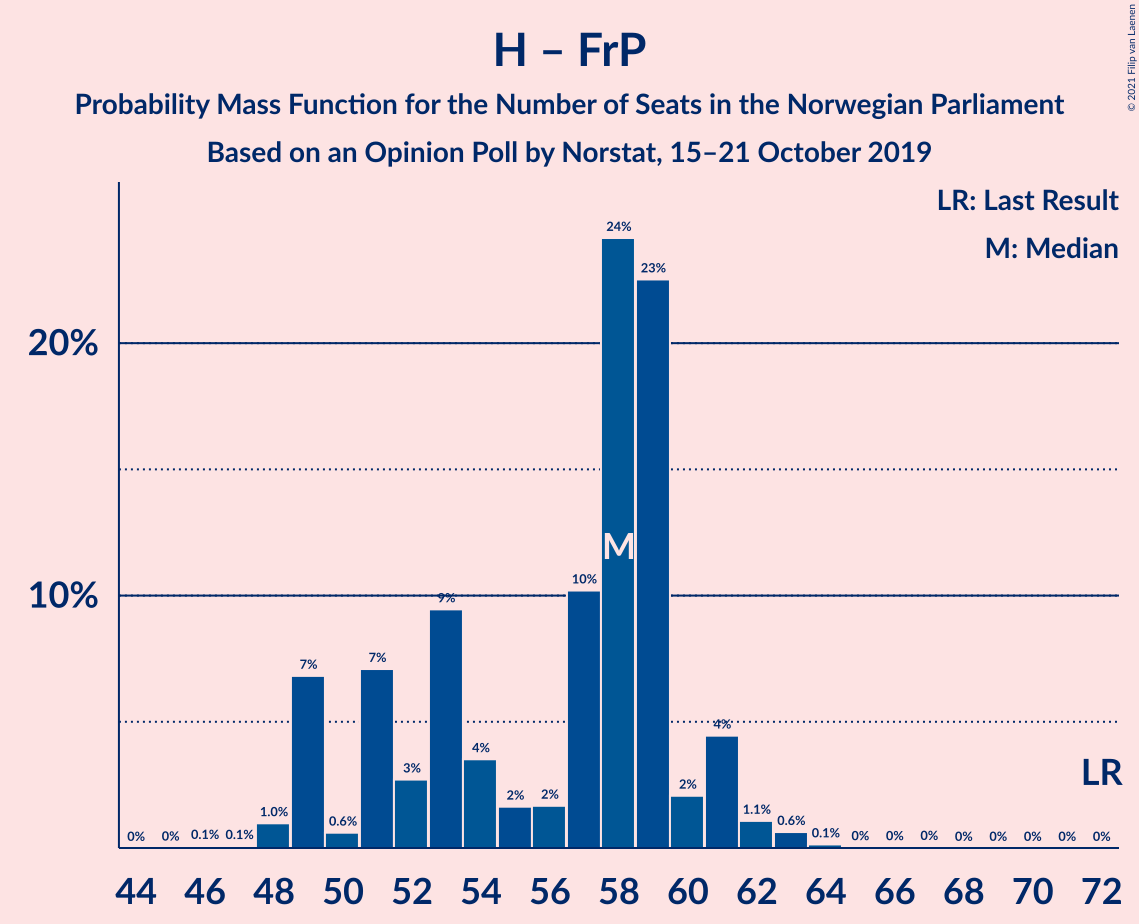 H – FrP
Probability Mass Function for the Number of Seats in the Norwegian Parliament
Based on an Opinion Poll by Norstat, 15–21 October 2019
© 2021 Filip van Laenen
LR: Last Result
M: Median
20%
10%
0% 0% 0.1% 0.1% 1.0% 7% 0.6% 7% 3% 9% 4% 2% 2% 10% 24% 23% 2% 4% 1.1% 0.6% 0.1% 0% 0% 0% 0% 0% 0% 0% 0%
M
LR
44 46 48 50 52 54 56 58 60 62 64 66 68 70 72